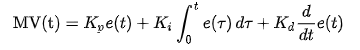 MV(t) = K_p e(t) + K_i ∫_0^t e(τ) dτ + K_d d/dt e(t)